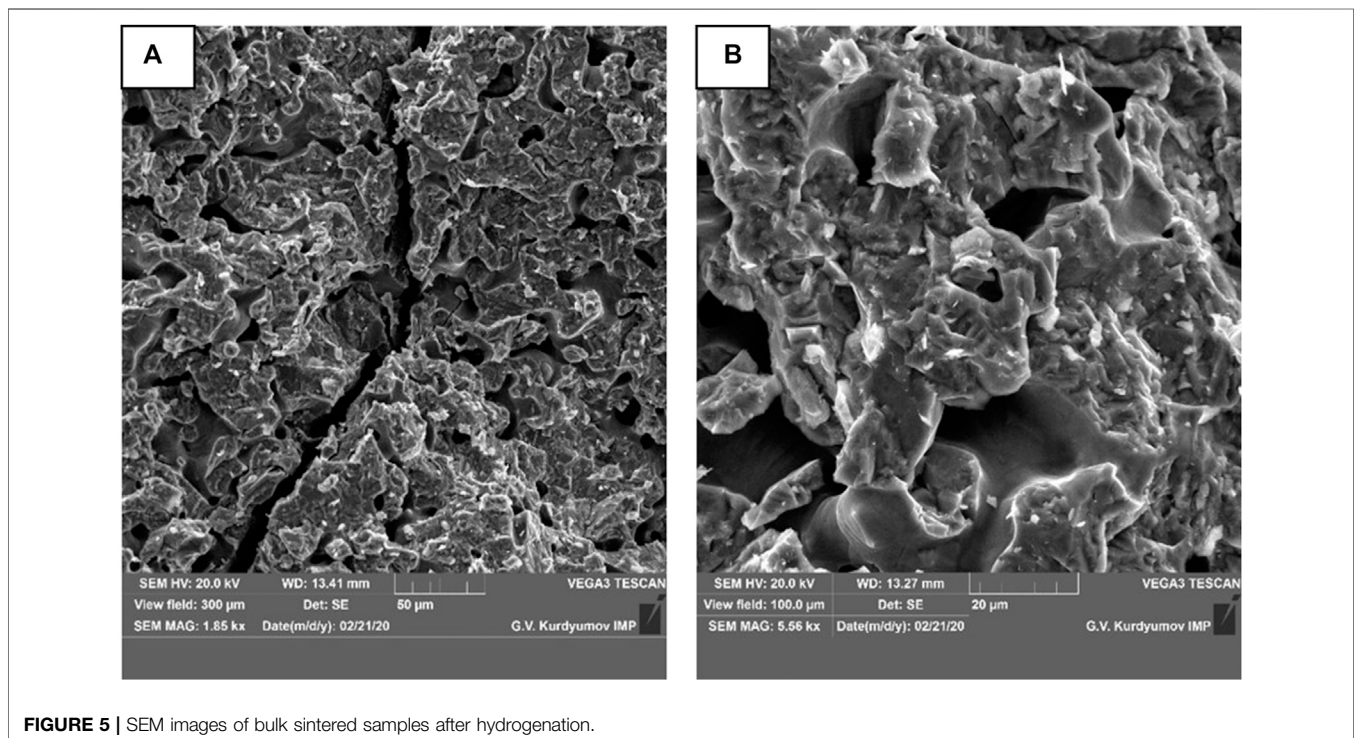 A
SEM HV: 20.0 kV WD: 13.41 mm VEGA3 TESCAN
View field: 300 µm Det: SE 50 µm
SEM MAG: 1.85 kx Date(m/d/y): 02/21/20 G.V. Kurdyumov IMP
B
SEM HV: 20.0 kV WD: 13.27 mm VEGA3 TESCAN
View field: 100.0 µm Det: SE 20 µm
SEM MAG: 5.56 kx Date(m/d/y): 02/21/20 G.V. Kurdyumov IMP
FIGURE 5 | SEM images of bulk sintered samples after hydrogenation.